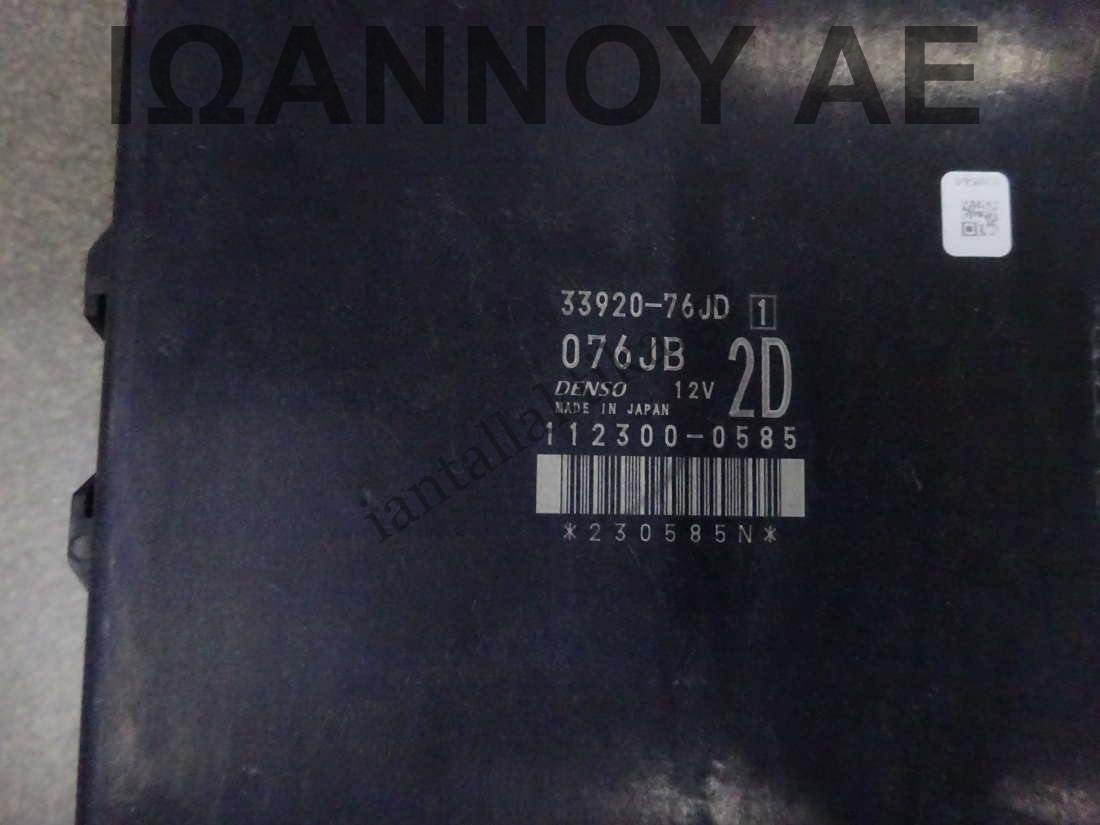 ΙΩΑΝΝΟΥ ΑΕ
33920-76JD 1
076JB 2D
DENSO 12V
MADE IN JAPAN
112300-0585
*230585N*